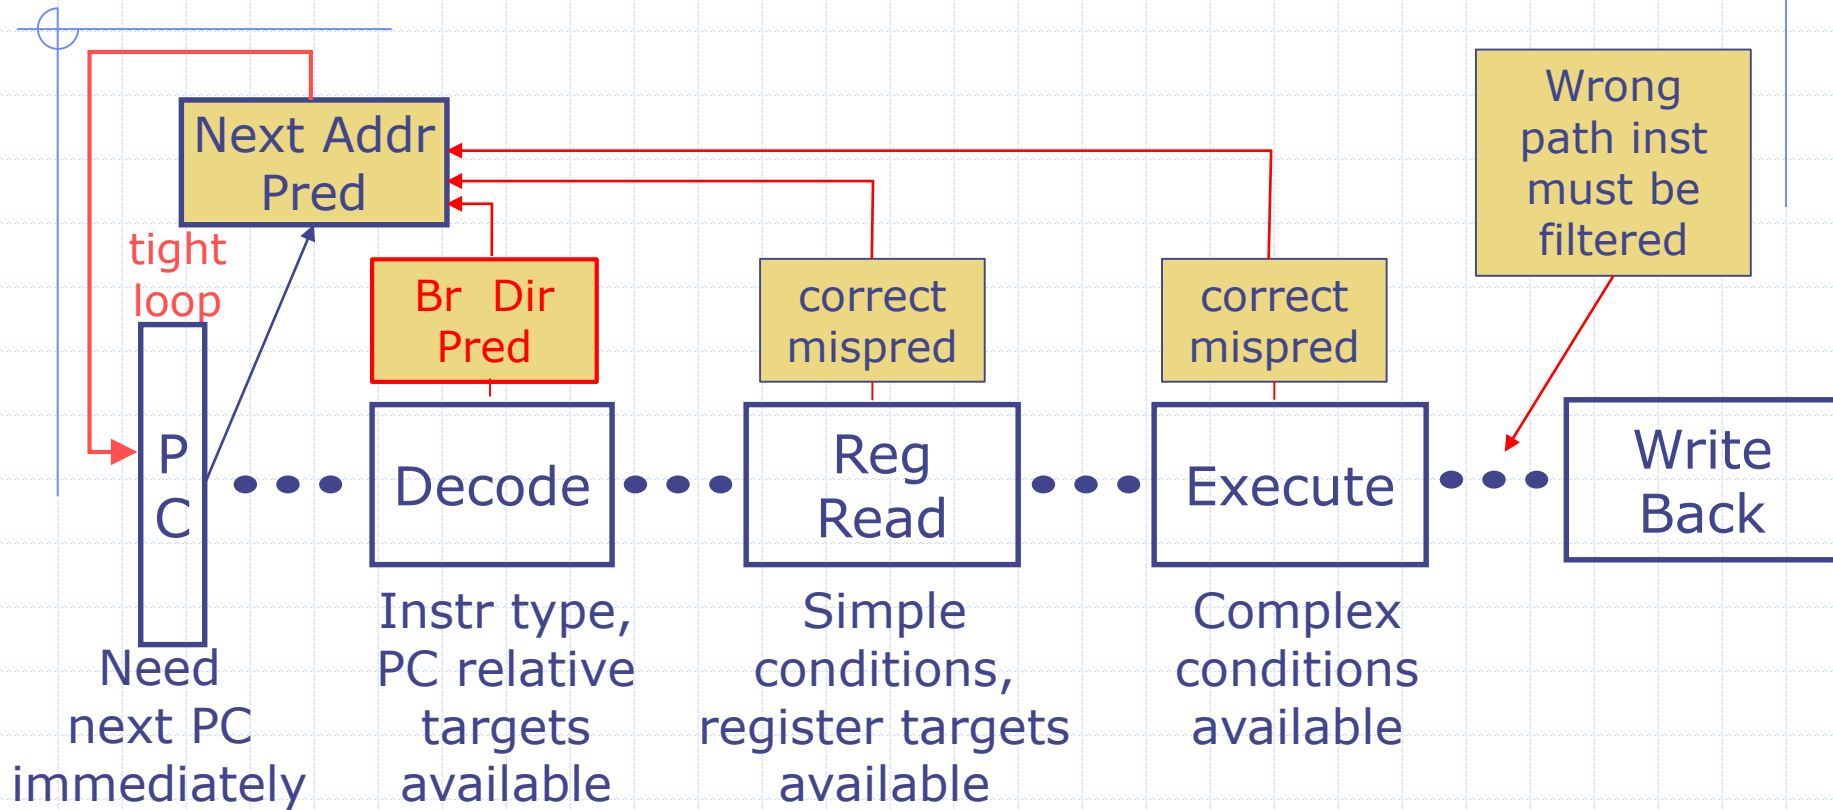 Next Addr
Pred
tight
loop
Br Dir
Pred
correct
mispred
correct
mispred
Wrong
path inst
must be
filtered
P
C
Decode
Reg
Read
Execute
Write
Back
Need
next PC
immediately
Instr type,
PC relative
targets
available
Simple
conditions,
register targets
available
Complex
conditions
available